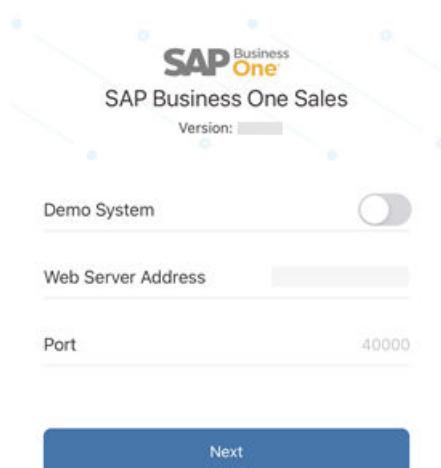 SAP Business One
SAP Business One Sales
Version:
Demo System
Web Server Address
Port 40000
Next